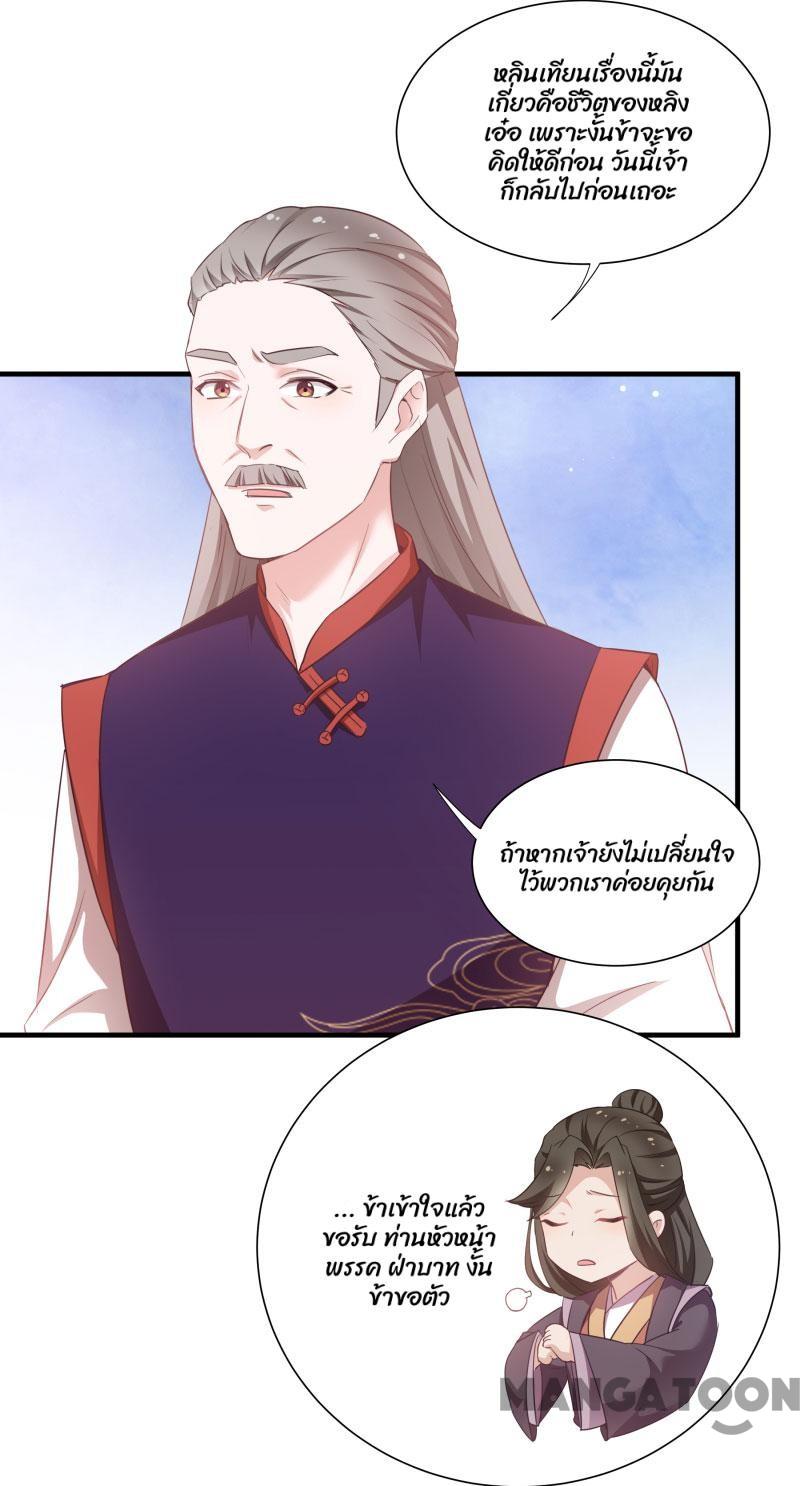 หลินเทียนเรื่องนี้มัน
เกี่ยวคือชีวิตของหลิง
เอ๋อ เพราะงั้นข้าจะขอ
คิดให้ดีก่อน วันนี้เจ้า
ก็กลับไปก่อนเถอะ
ถ้าหากเจ้ายังไม่เปลี่ยนใจ
ไว้พวกเราค่อยคุยกัน
... ข้าเข้าใจแล้ว
ขอรับ ท่านหัวหน้า
พรรค ฝ่าบาท งั้น
ข้าขอตัว
MANGATOON